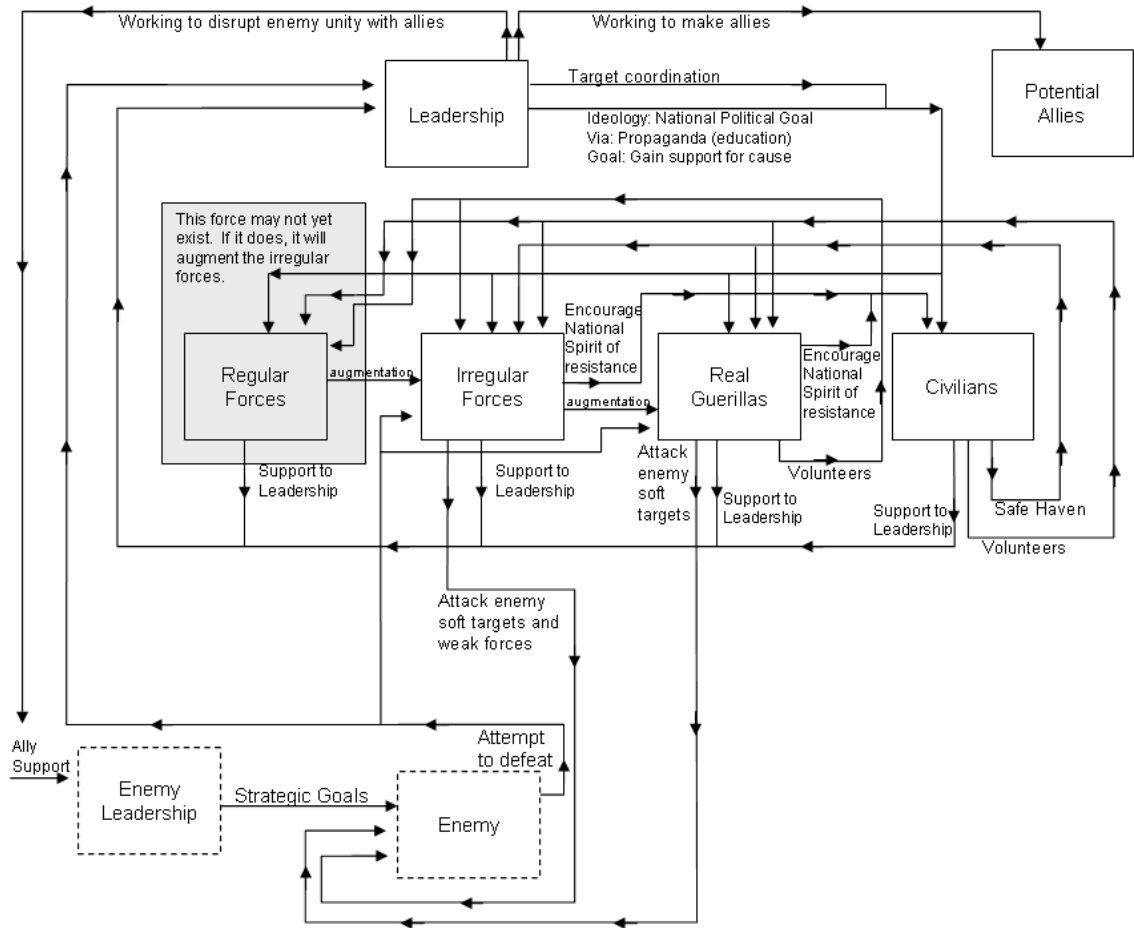 Working to disrupt enemy unity with allies
Working to make allies
Leadership
Target coordination
Ideology: National Political Goal
Via: Propaganda (education)
Goal: Gain support for cause
Potential
Allies
This force may not yet
exist. If it does, it will
augment the irregular
forces.
Regular
Forces
augmentation
Irregular
Forces
Encourage
National
Spirit of
resistance
augmentation
Real
Guerillas
Encourage
National
Spirit of
resistance
Civilians
Support to
Leadership
Support to
Leadership
Attack
enemy
soft
targets
Support to
Leadership
Volunteers
Support to
Leadership
Safe Haven
Volunteers
Attack enemy
soft targets and
weak forces
Ally
Support
Enemy
Leadership
Strategic Goals
Attempt
to defeat
Enemy